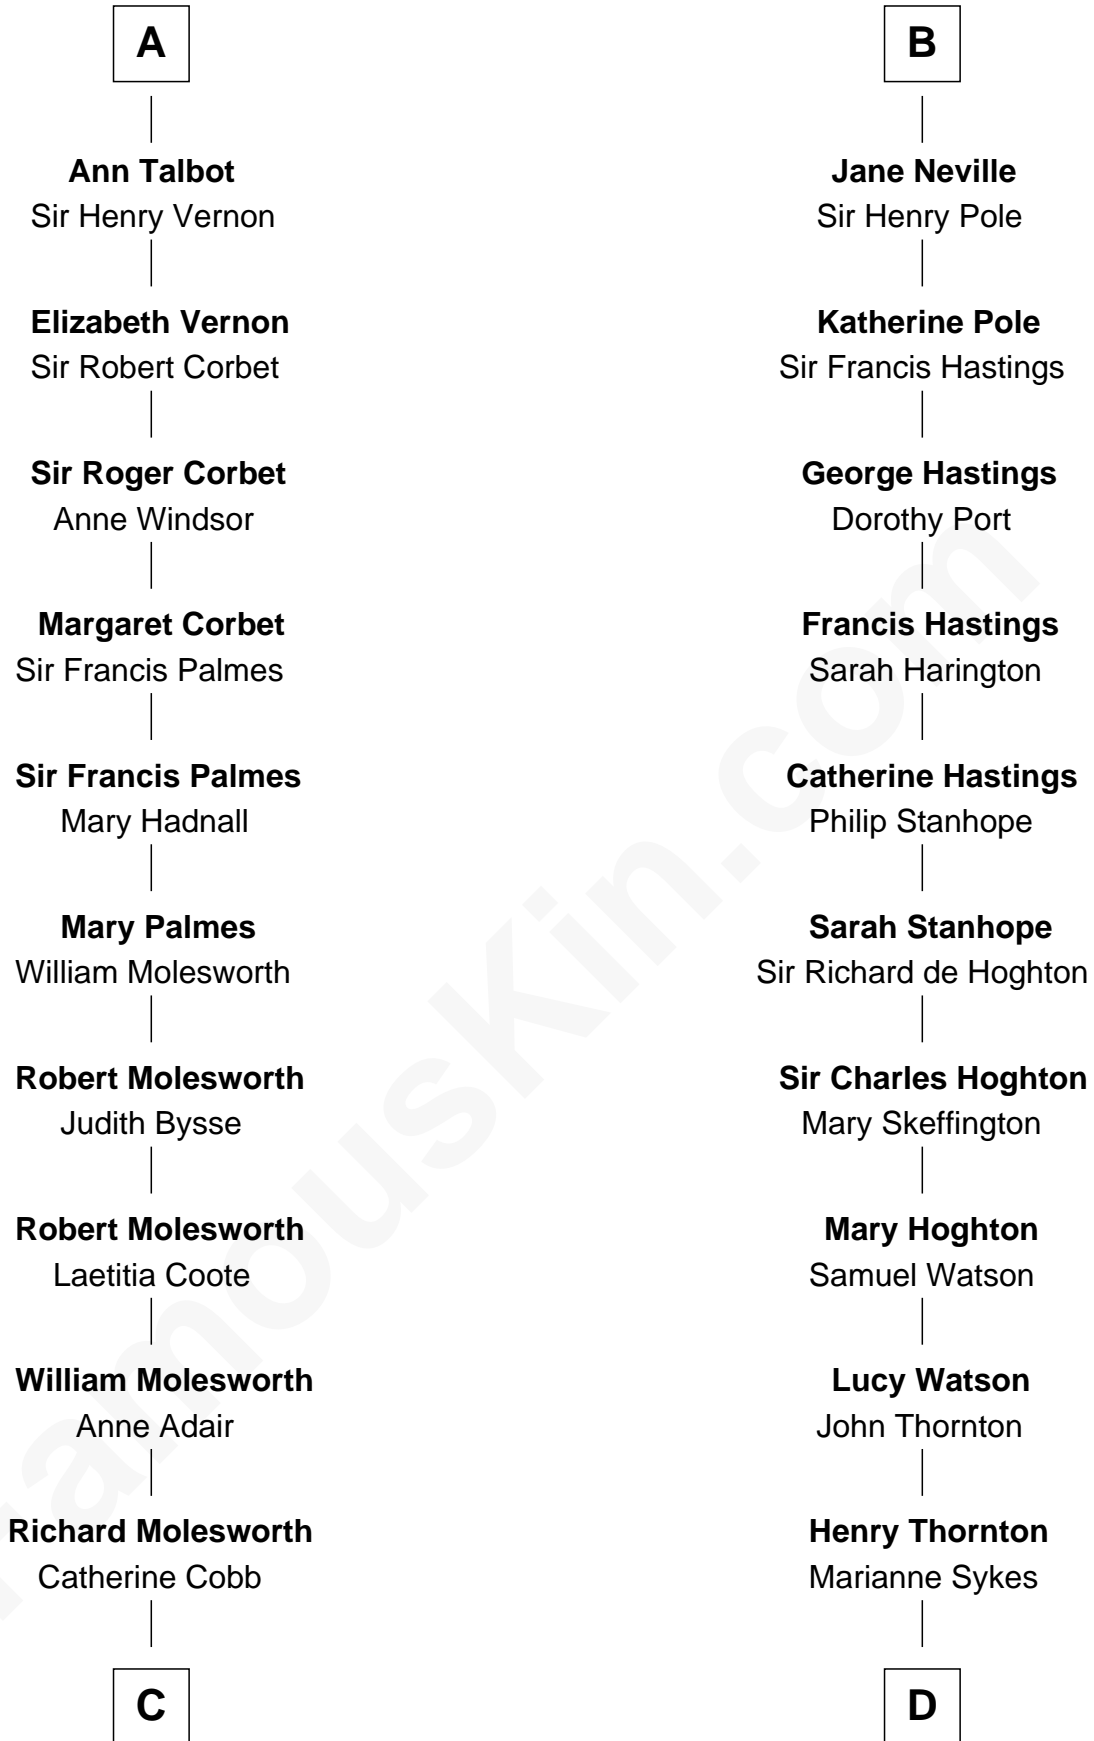 A
Ann Talbot
Sir Henry Vernon
Elizabeth Vernon
Sir Robert Corbet
Sir Roger Corbet
Anne Windsor
Margaret Corbet
Sir Francis Palmes
Sir Francis Palmes
Mary Hadnall
Mary Palmes
William Molesworth
Robert Molesworth
Judith Bysse
Robert Molesworth
Laetitia Coote
William Molesworth
Anne Adair
Richard Molesworth
Catherine Cobb
C
B
Jane Neville
Sir Henry Pole
Katherine Pole
Sir Francis Hastings
George Hastings
Dorothy Port
Francis Hastings
Sarah Harington
Catherine Hastings
Philip Stanhope
Sarah Stanhope
Sir Richard de Hoghton
Sir Charles Hoghton
Mary Skeffington
Mary Hoghton
Samuel Watson
Lucy Watson
John Thornton
Henry Thornton
Marianne Sykes
D
FamousKin.com